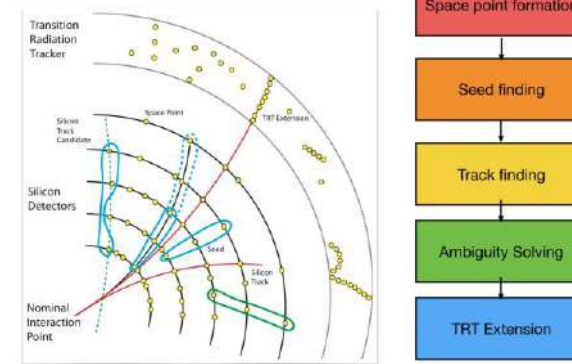 Transition
Radiation
Tracker
Space Point
TRT Extension
Silicon
Track
Candidate
Silicon
Detectors
Seed
Silicon
Track
Nominal
Interaction
Point
Space point formation
Seed finding
Track finding
Ambiguity Solving
TRT Extension